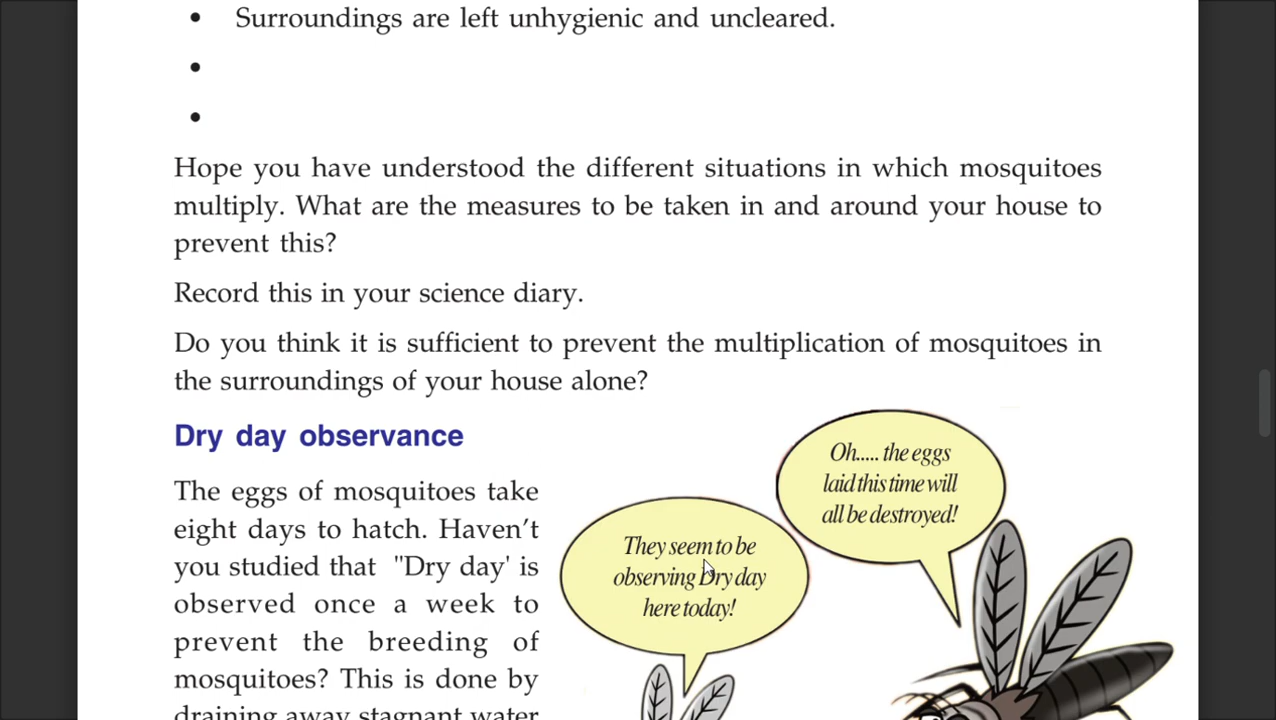 • Surroundings are left unhygienic and uncleared.
•
•
Hope you have understood the different situations in which mosquitoes
multiply. What are the measures to be taken in and around your house to
prevent this?
Record this in your science diary.
Do you think it is sufficient to prevent the multiplication of mosquitoes in
the surroundings of your house alone?
Dry day observance
The eggs of mosquitoes take
eight days to hatch. Haven't
you studied that "Dry day' is
observed once a week to
prevent the breeding of
mosquitoes? This is done by
draining away stagnant water
They seem to be
observing Dry day
here today!
Oh..... the eggs
laid this time will
all be destroyed!